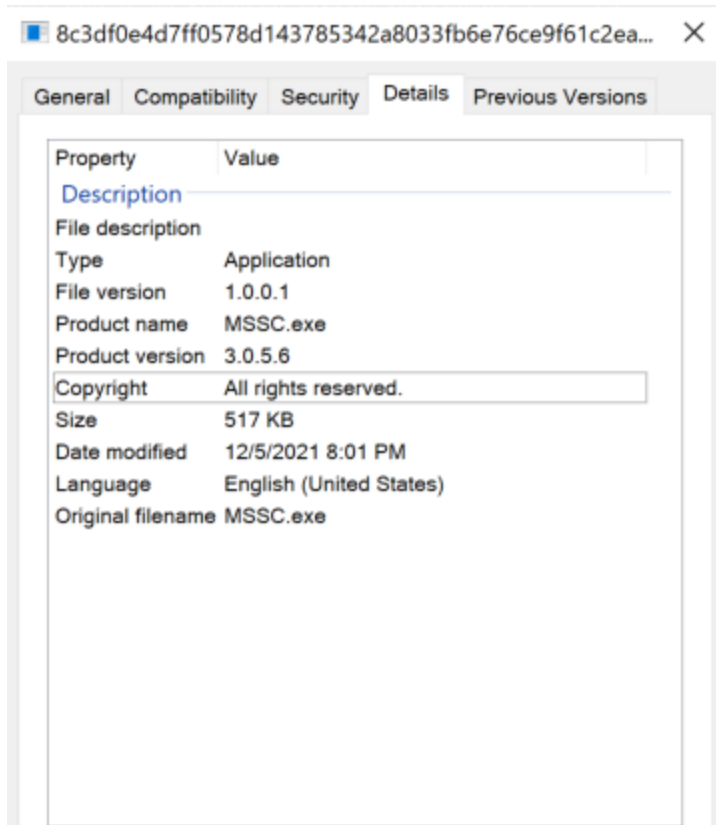 8c3df0e4d7ff0578d143785342a8033fb6e76ce9f61c2ea...
General Compatibility Security Details Previous Versions
Property Value
Description
File description
Type Application
File version 1.0.0.1
Product name MSSC.exe
Product version 3.0.5.6
Copyright All rights reserved.
Size 517 KB
Date modified 12/5/2021 8:01 PM
Language English (United States)
Original filename MSSC.exe